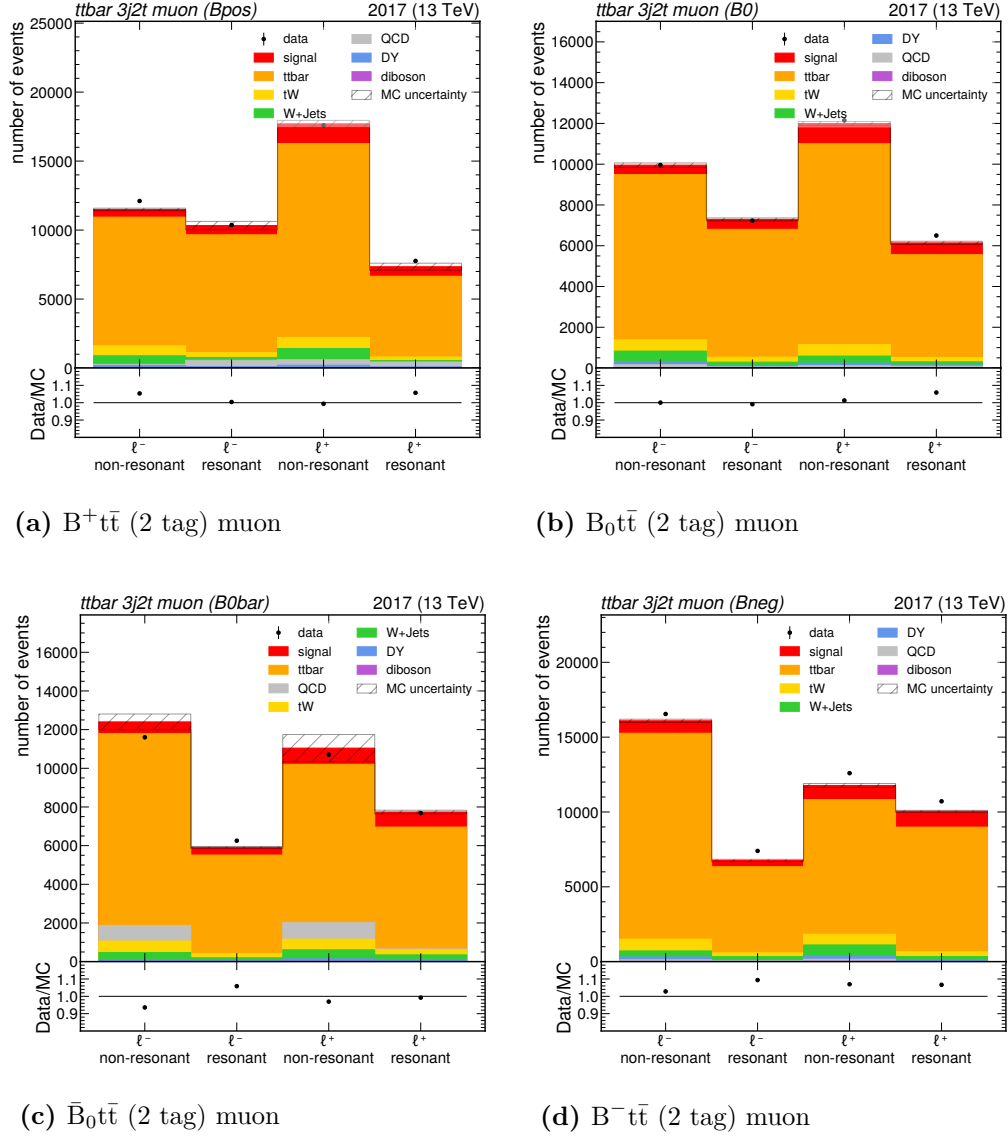 ttbar 3j2t muon (Bpos) 2017 (13 TeV)
number of events
25000
20000
15000
10000
5000
0
data
signal
ttbar
tW
W+Jets
QCD
DY
diboson
MC uncertainty
Data/MC
1.1
1.0
0.9
ℓ⁻ ℓ⁻ ℓ⁺ ℓ⁺
non-resonant resonant non-resonant resonant
(a) B⁺tt̄ (2 tag) muon
ttbar 3j2t muon (B0) 2017 (13 TeV)
number of events
16000
14000
12000
10000
8000
6000
4000
2000
0
data
signal
ttbar
tW
W+Jets
DY
QCD
diboson
MC uncertainty
Data/MC
1.1
1.0
0.9
ℓ⁻ ℓ⁻ ℓ⁺ ℓ⁺
non-resonant resonant non-resonant resonant
(b) B₀tt̄ (2 tag) muon
ttbar 3j2t muon (B0bar) 2017 (13 TeV)
number of events
16000
14000
12000
10000
8000
6000
4000
2000
0
data
signal
ttbar
QCD
tW
W+Jets
DY
diboson
MC uncertainty
Data/MC
1.1
1.0
0.9
ℓ⁻ ℓ⁻ ℓ⁺ ℓ⁺
non-resonant resonant non-resonant resonant
(c) B̄₀tt̄ (2 tag) muon
ttbar 3j2t muon (Bneg) 2017 (13 TeV)
number of events
20000
15000
10000
5000
0
data
signal
ttbar
tW
W+Jets
DY
QCD
diboson
MC uncertainty
Data/MC
1.1
1.0
0.9
ℓ⁻ ℓ⁻ ℓ⁺ ℓ⁺
non-resonant resonant non-resonant resonant
(d) B⁻tt̄ (2 tag) muon